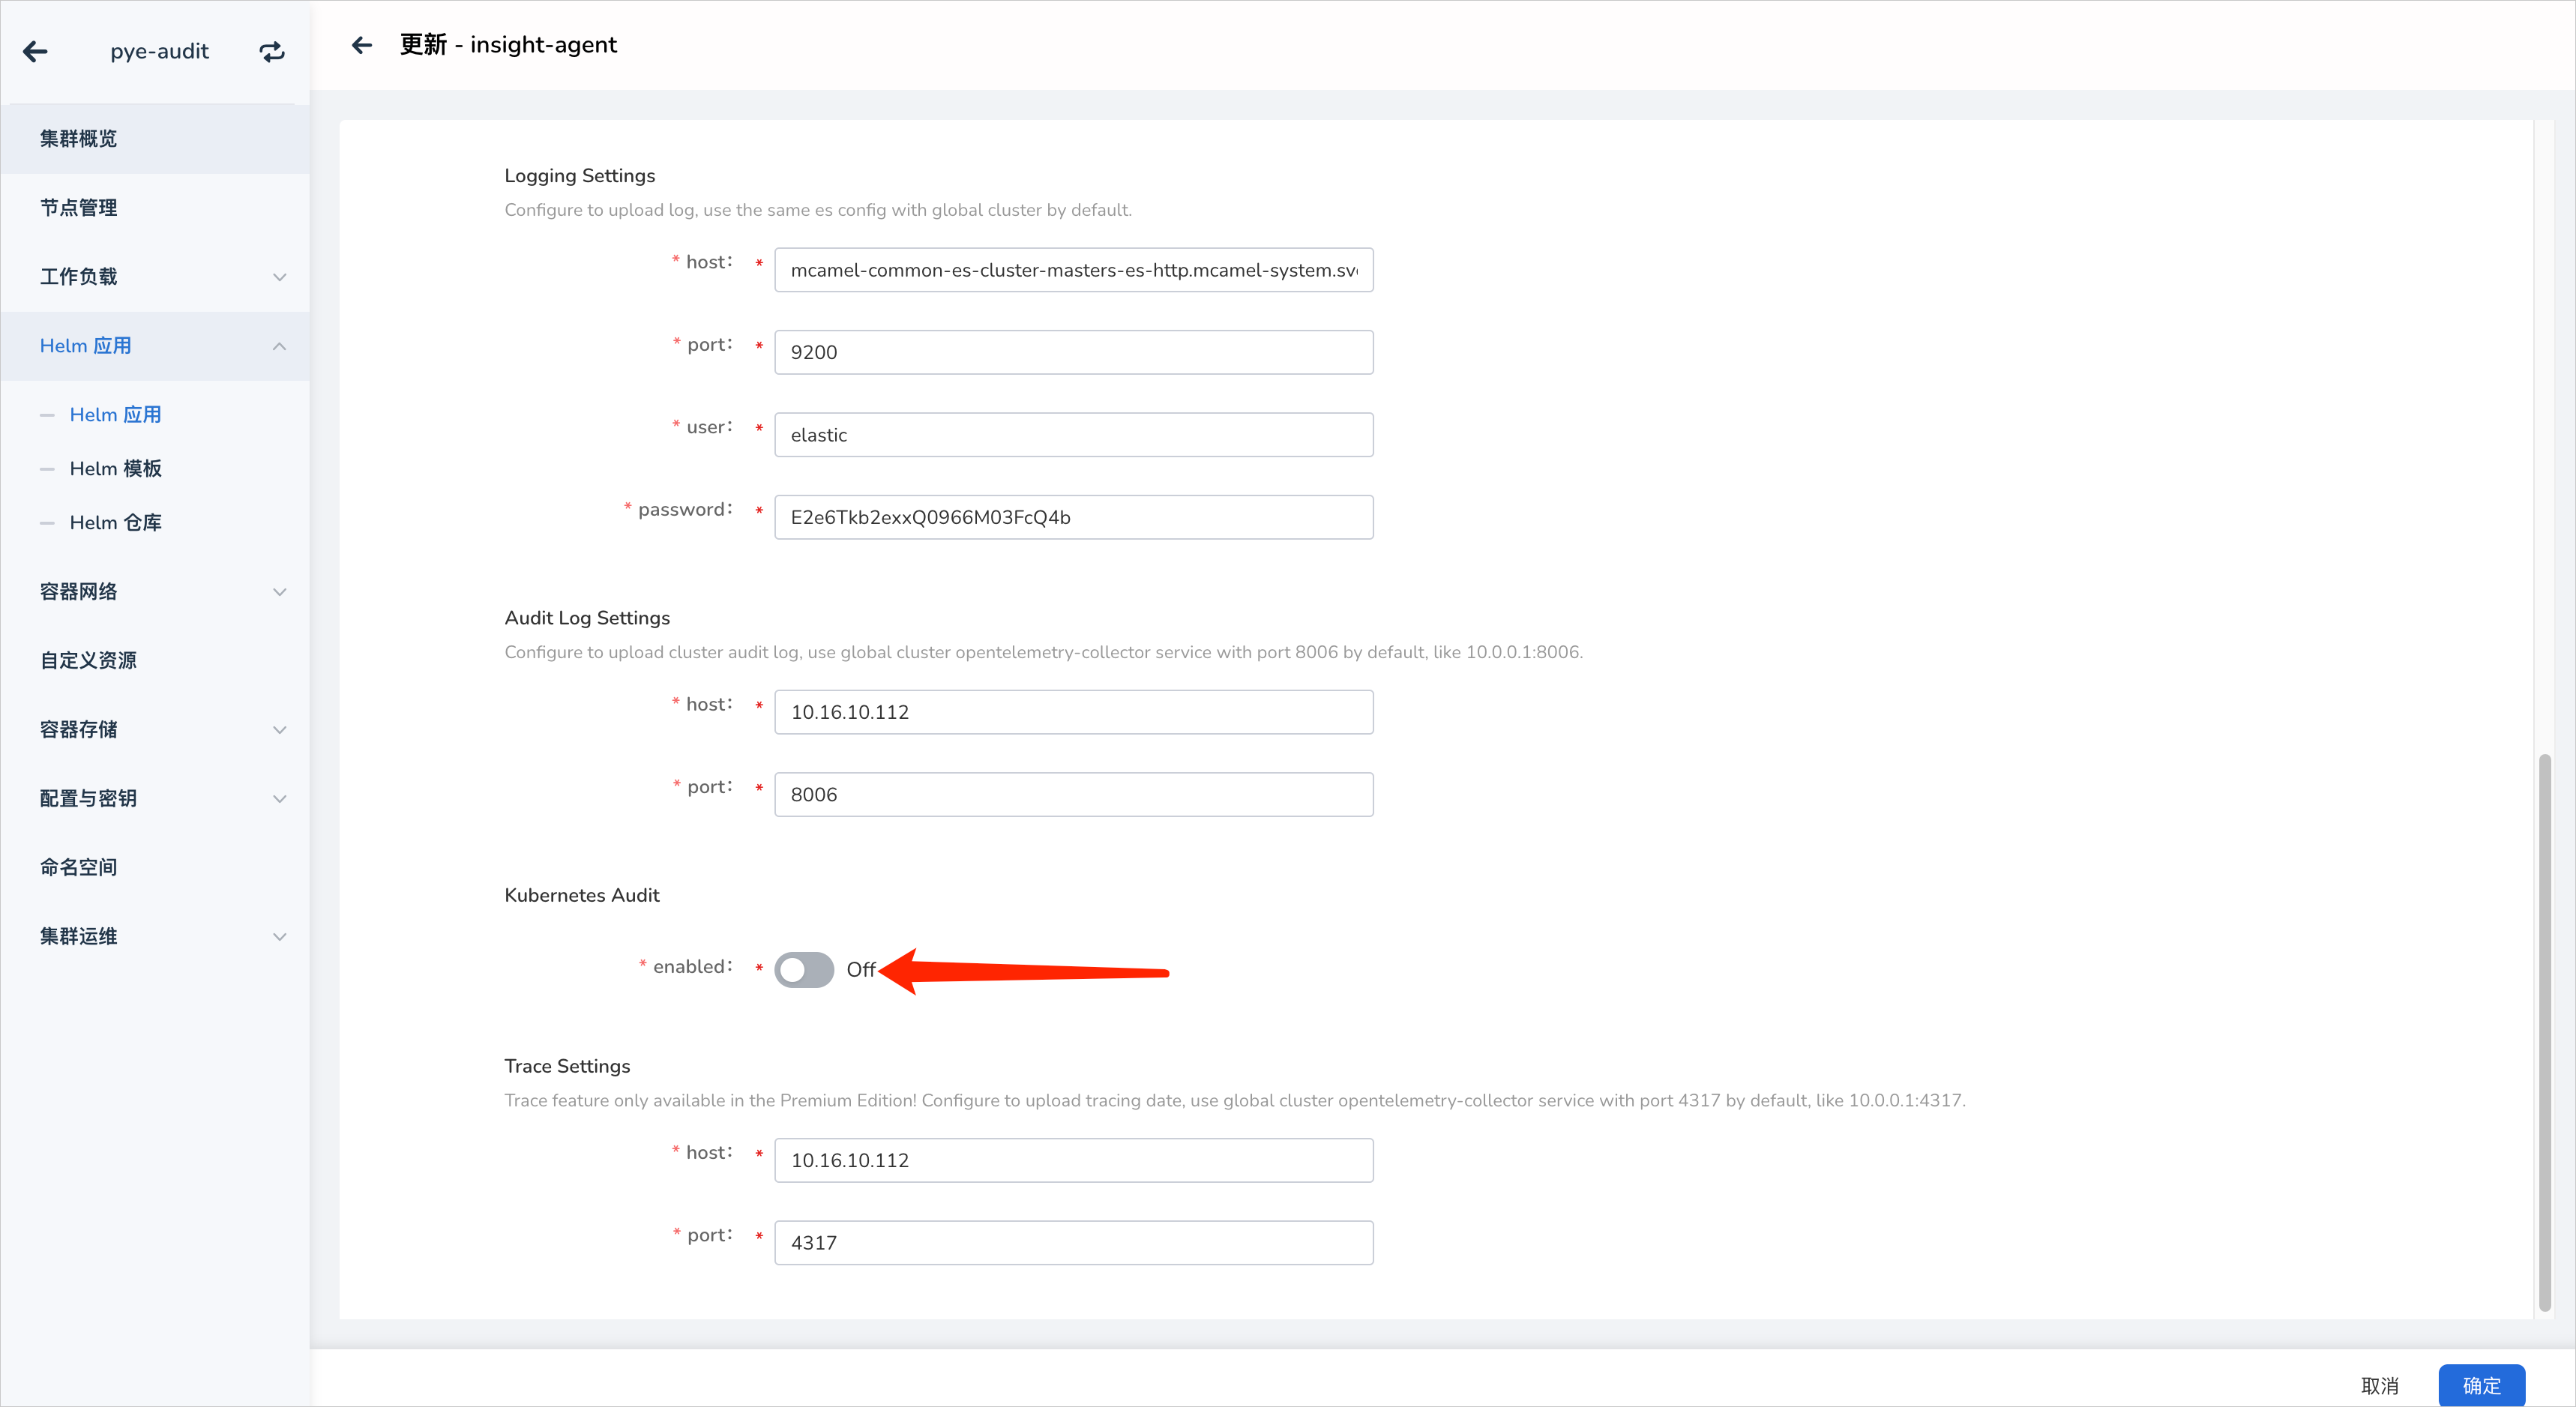 pye-audit
集群概览
节点管理
工作负载
Helm 应用
Helm 应用
Helm 模板
Helm 仓库
容器网络
自定义资源
容器存储
配置与密钥
命名空间
集群运维
更新 - insight-agent
Logging Settings
Configure to upload log, use the same es config with global cluster by default.
* host: * mcamel-common-es-cluster-masters-es-http.mcamel-system.sv
* port: * 9200
* user: * elastic
* password: * E2e6Tkb2exxQ0966M03FcQ4b
Audit Log Settings
Configure to upload cluster audit log, use global cluster opentelemetry-collector service with port 8006 by default, like 10.0.0.1:8006.
* host: * 10.16.10.112
* port: * 8006
Kubernetes Audit
* enabled: * Off
Trace Settings
Trace feature only available in the Premium Edition! Configure to upload tracing date, use global cluster opentelemetry-collector service with port 4317 by default, like 10.0.0.1:4317.
* host: * 10.16.10.112
* port: * 4317
取消 确定